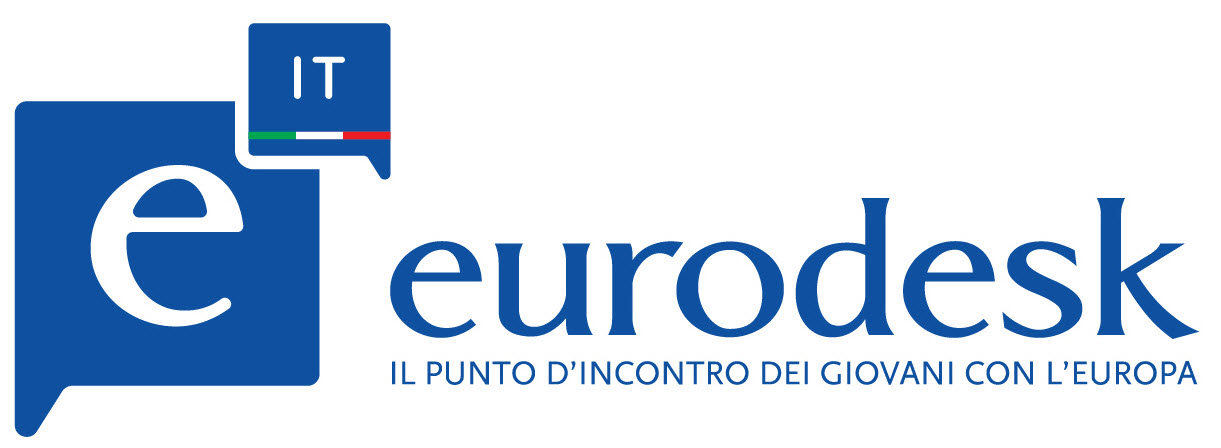 IT
e
eurodesk
IL PUNTO D'INCONTRO DEI GIOVANI CON L'EUROPA